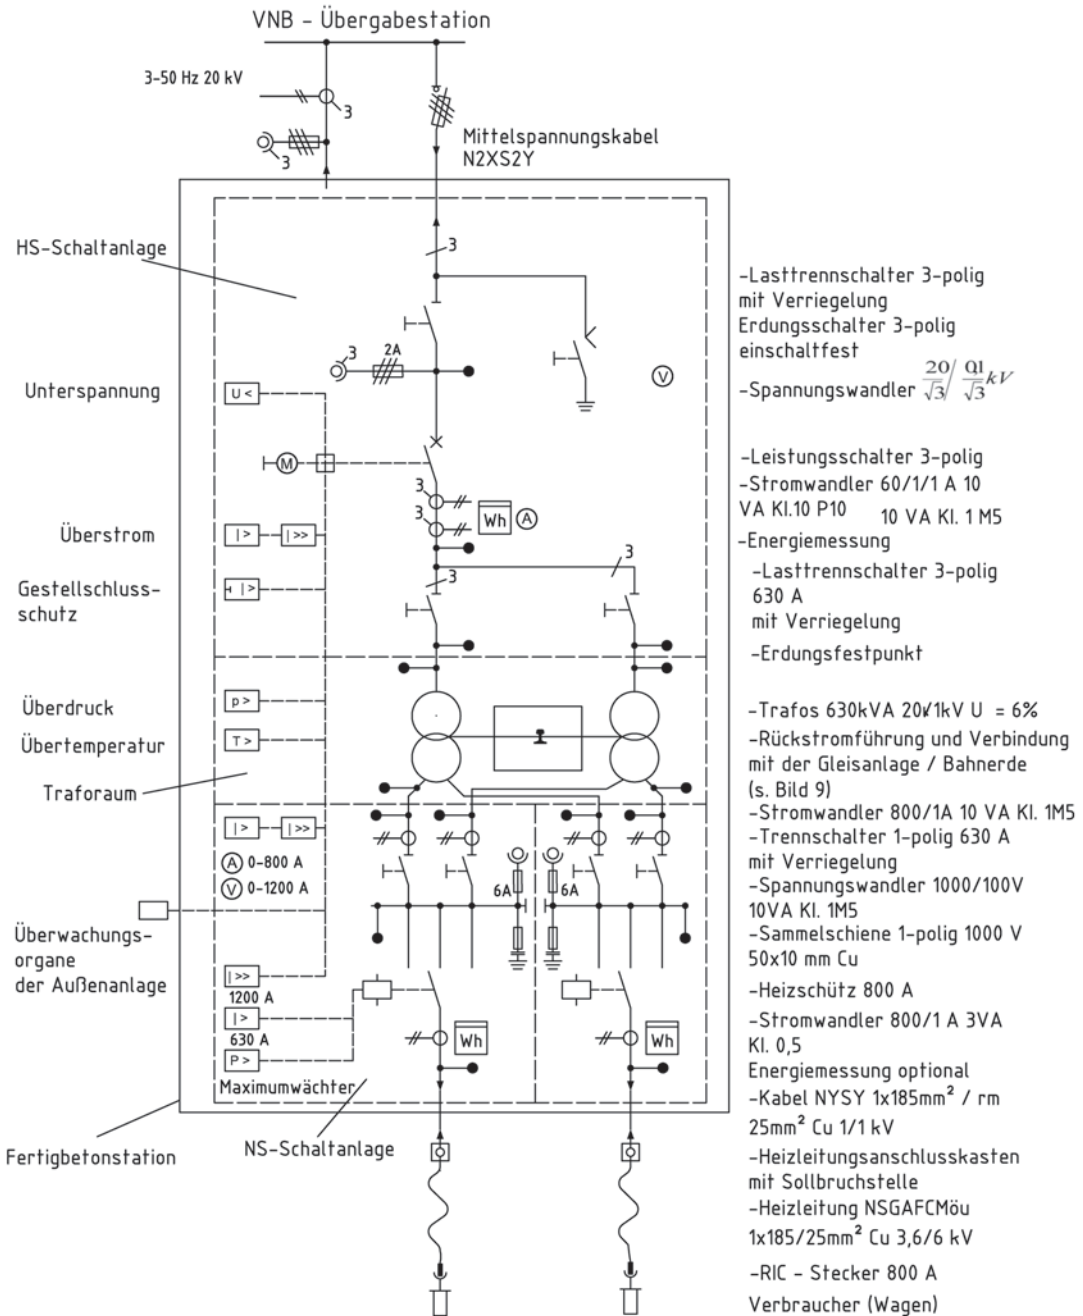 VNB - Übergabestation
3-50 Hz 20 kV
3
3
Mittelspannungskabel
N2XS2Y
HS-Schaltanlage
3
3
2A
V
Unterspannung
U <
M
3
3
Wh
A
Überstrom
I>
I>>
3
3
Gestellschluss-
schutz
I>
Überdruck
p >
Übertemperatur
T >
Traforaum
I>
I>>
A 0-800 A
V 0-1200 A
6A
6A
Überwachungs-
organe
der Außenanlage
I>>
1200 A
I>
630 A
P >
Wh
Wh
Maximumwächter
Fertigbetonstation
NS-Schaltanlage
-Lasttrennschalter 3-polig
mit Verriegelung
Erdungsschalter 3-polig
einschaltfest
-Spannungswandler 20/√3 / 0,1/√3 kV
-Leistungsschalter 3-polig
-Stromwandler 60/1/1 A 10
VA Kl.10 P10 10 VA Kl. 1 M5
-Energiemessung
-Lasttrennschalter 3-polig
630 A
mit Verriegelung
-Erdungsfestpunkt
-Trafos 630kVA 20/1kV U = 6%
-Rückstromführung und Verbindung
mit der Gleisanlage / Bahnerde
(s. Bild 9)
-Stromwandler 800/1A 10 VA Kl. 1M5
-Trennschalter 1-polig 630 A
mit Verriegelung
-Spannungswandler 1000/100V
10VA Kl. 1M5
-Sammelschiene 1-polig 1000 V
50x10 mm Cu
-Heizschütz 800 A
-Stromwandler 800/1 A 3VA
Kl. 0,5
Energiemessung optional
-Kabel NYSY 1x185mm² / rm
25mm² Cu 1/1 kV
-Heizleitungsanschlusskasten
mit Sollbruchstelle
-Heizleitung NSGAFCMöu
1x185/25mm² Cu 3,6/6 kV
-RIC - Stecker 800 A
Verbraucher (Wagen)